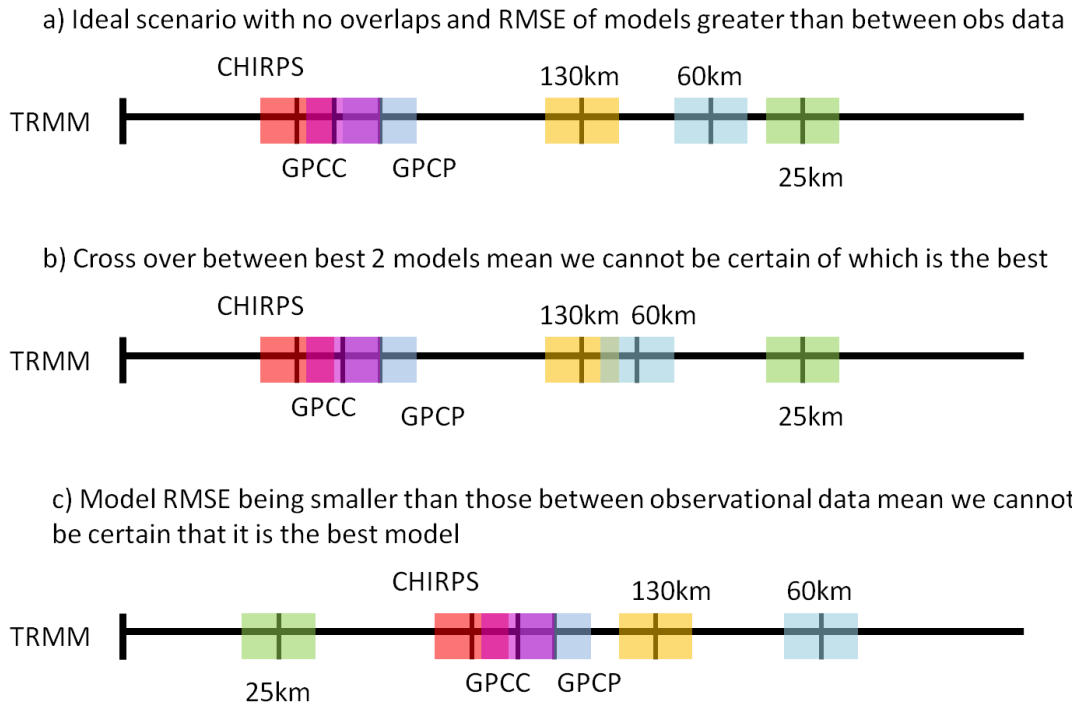 a) Ideal scenario with no overlaps and RMSE of models greater than between obs data
CHIRPS
130km
60km
TRMM
GPCC
GPCP
25km
b) Cross over between best 2 models mean we cannot be certain of which is the best
CHIRPS
130km
60km
TRMM
GPCC
GPCP
25km
c) Model RMSE being smaller than those between observational data mean we cannot
be certain that it is the best model
CHIRPS
130km
60km
TRMM
25km
GPCC
GPCP